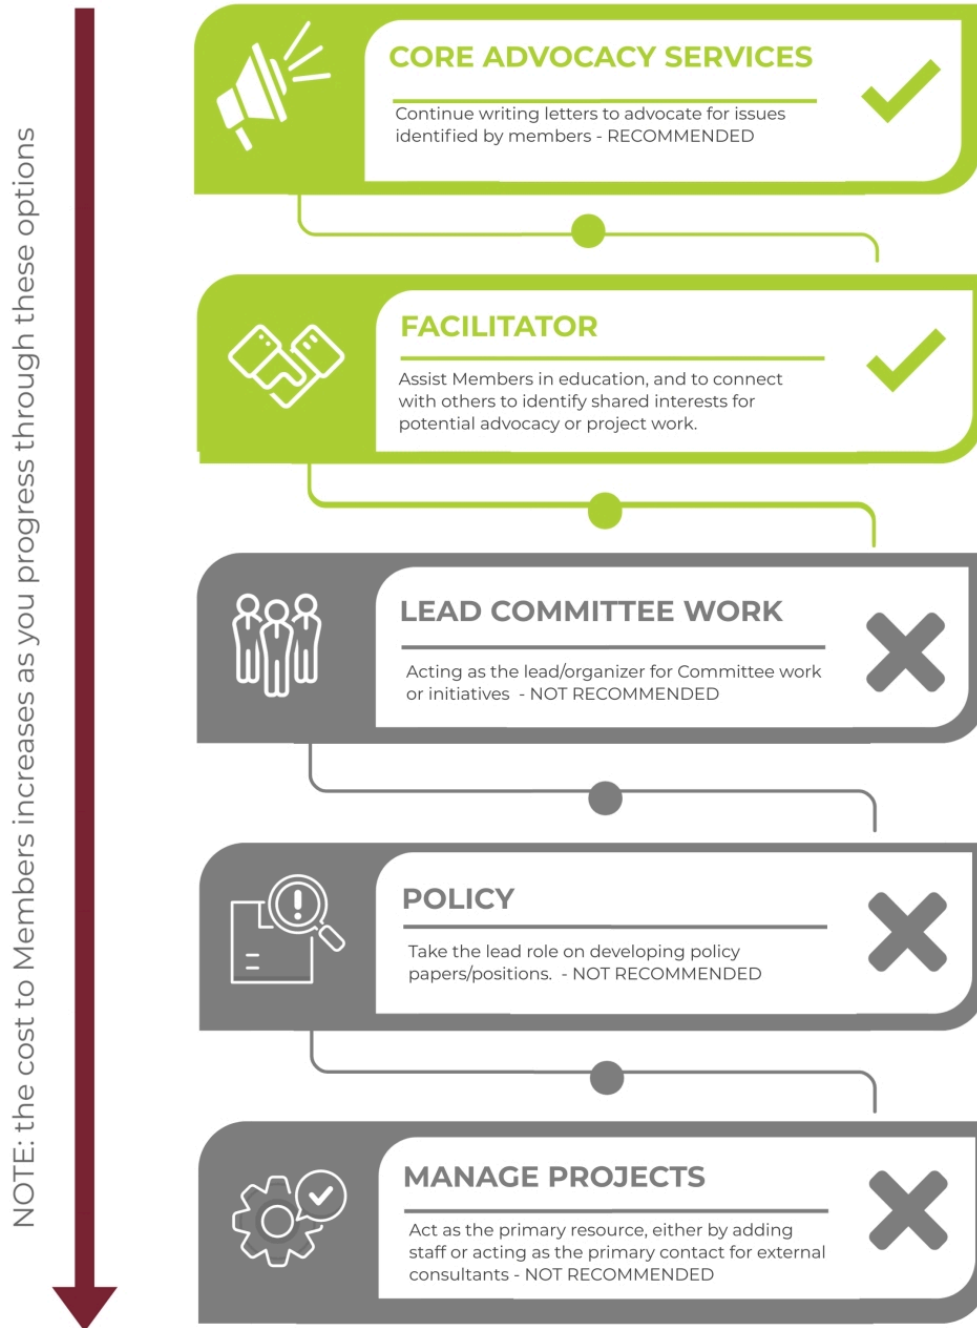 NOTE: the cost to Members increases as you progress through these options
CORE ADVOCACY SERVICES
Continue writing letters to advocate for issues
identified by members - RECOMMENDED
FACILITATOR
Assist Members in education, and to connect
with others to identify shared interests for
potential advocacy or project work.
LEAD COMMITTEE WORK
Acting as the lead/organizer for Committee work
or initiatives  - NOT RECOMMENDED
POLICY
Take the lead role on developing policy
papers/positions.  - NOT RECOMMENDED
MANAGE PROJECTS
Act as the primary resource, either by adding
staff or acting as the primary contact for external
consultants - NOT RECOMMENDED